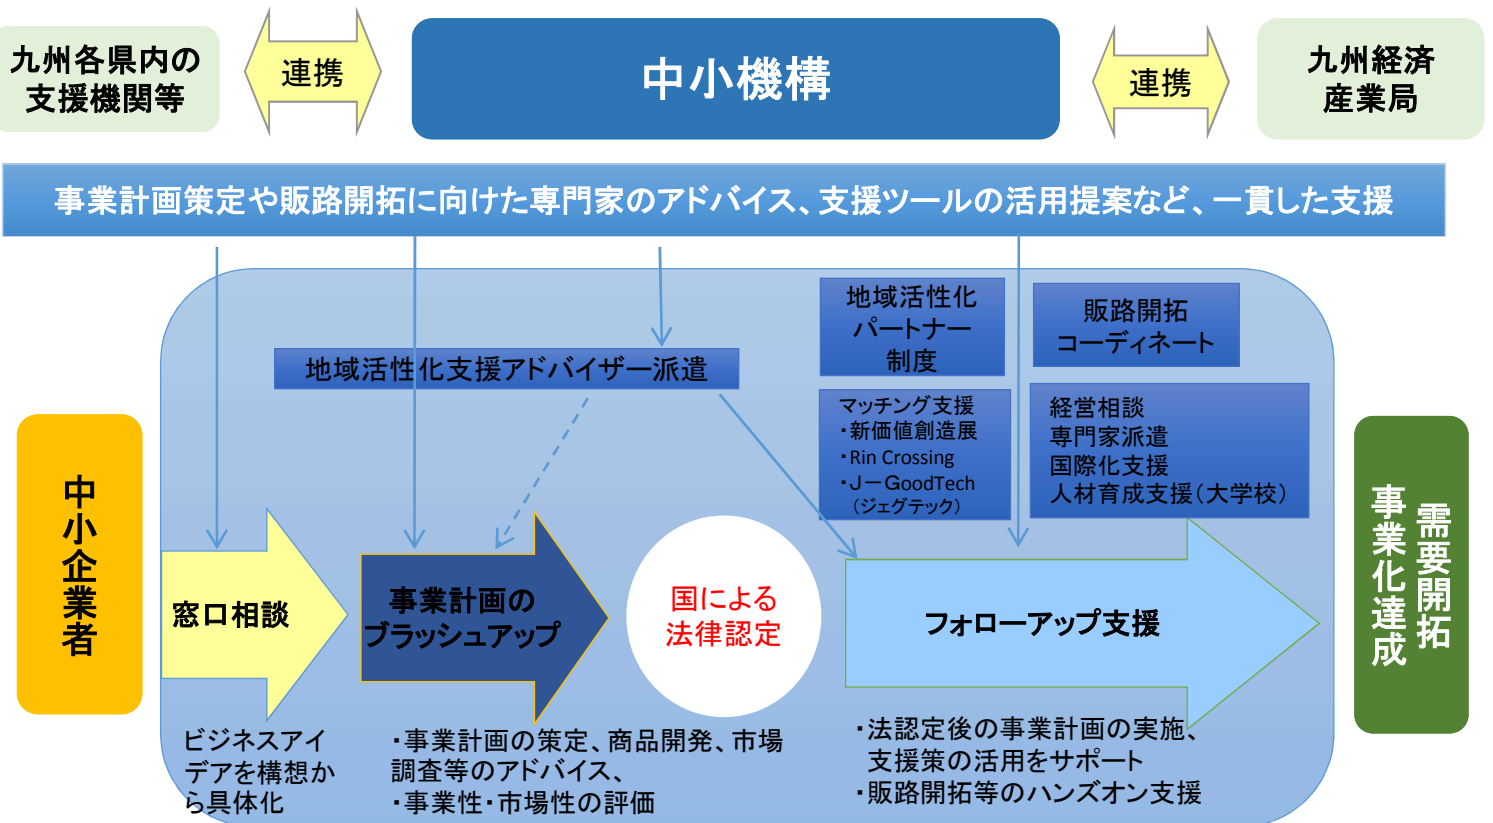 九州各県内の
支援機関等
連携
中小機構
連携
九州経済
産業局
事業計画策定や販路開拓に向けた専門家のアドバイス、支援ツールの活用提案など、一貫した支援
地域活性化支援アドバイザー派遣
地域活性化
パートナー
制度
販路開拓
コーディネート
マッチング支援
・新価値創造展
・Rin Crossing
・J－GoodTech
（ジェグテック）
経営相談
専門家派遣
国際化支援
人材育成支援（大学校）
中小企業者
窓口相談
事業計画の
ブラッシュアップ
国による
法律認定
フォローアップ支援
需要開拓
事業化達成
ビジネスアイ
デアを構想か
ら具体化
・事業計画の策定、商品開発、市場
調査等のアドバイス、
・事業性・市場性の評価
・法認定後の事業計画の実施、
支援策の活用をサポート
・販路開拓等のハンズオン支援